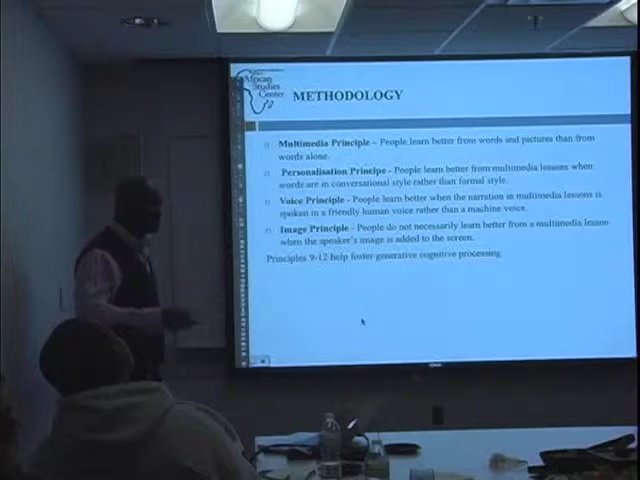 African
Studies
Center
METHODOLOGY
Multimedia Principle – People learn better from words and pictures than from
words alone.
Personalisation Principe - People learn better from multimedia lessons when
words are in conversational style rather than formal style.
Voice Principle - People learn better when the narration in multimedia lessons is
spoken in a friendly human voice rather than a machine voice.
Image Principle - People do not necessarily learn better from a multimedia lesson
when the speaker's image is added to the screen.
Principles 9-12 help foster generative cognitive processing